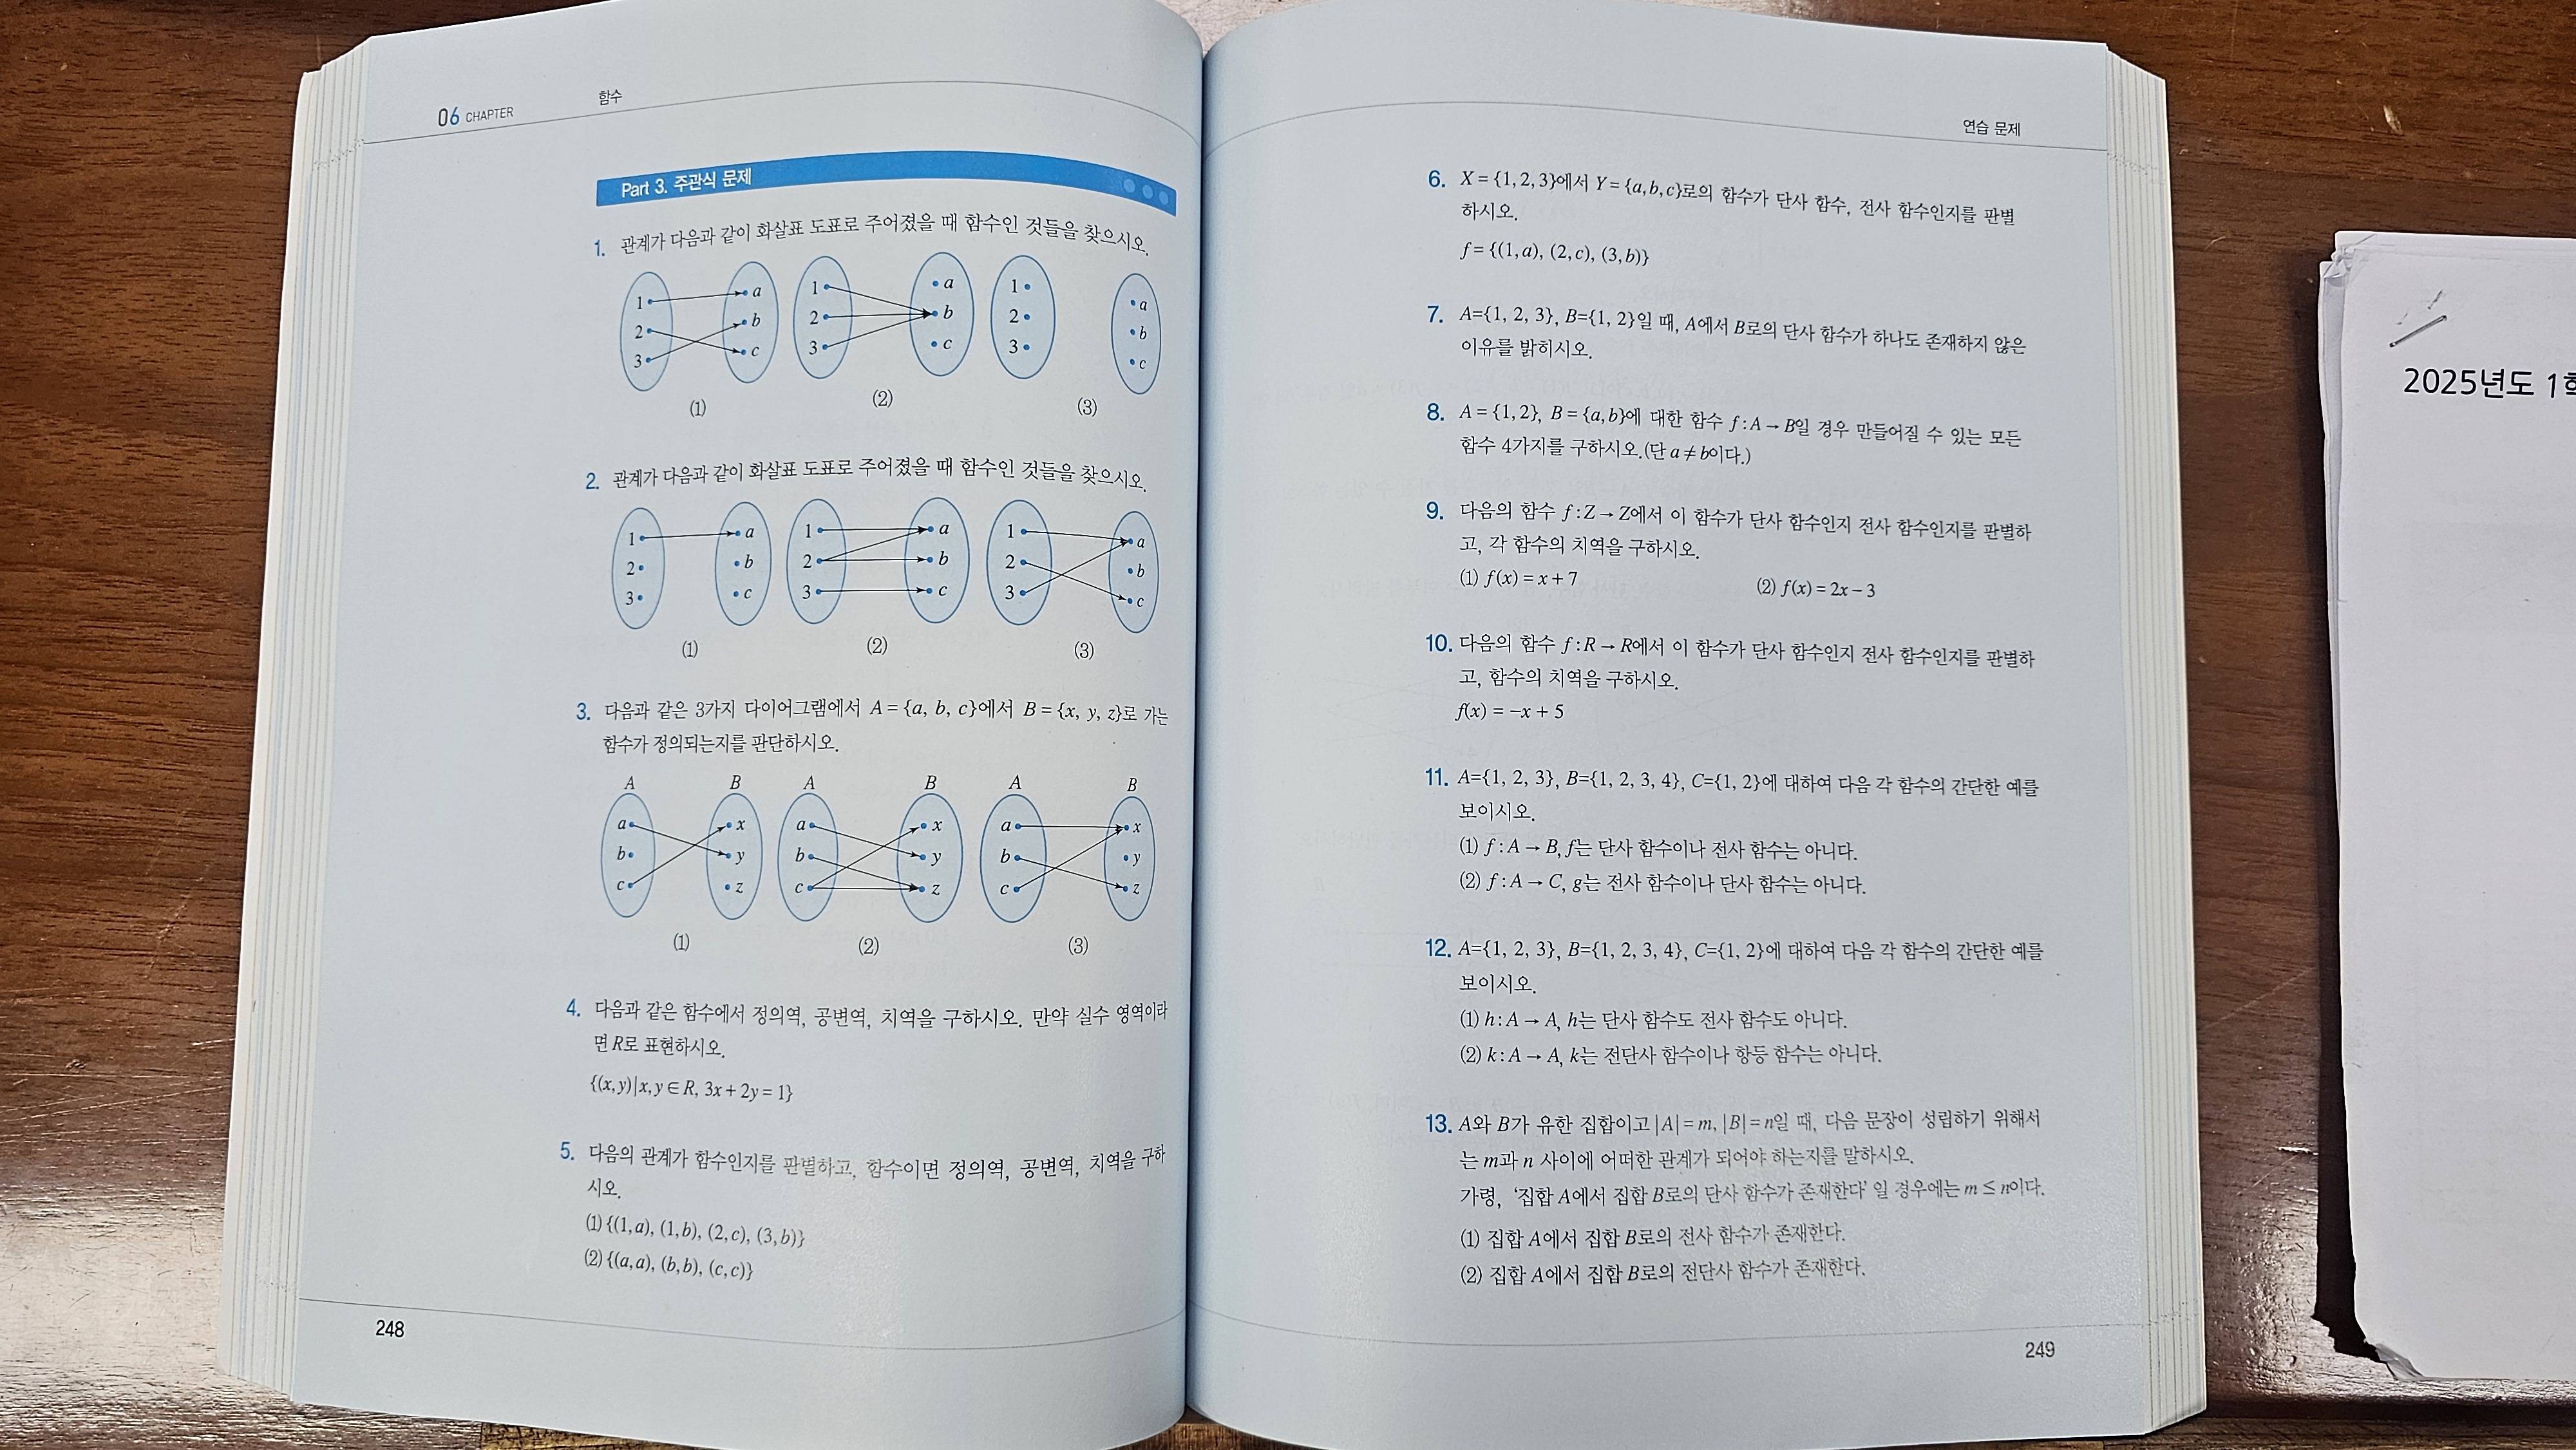 06 CHAPTER 함수
Part 3. 주관식 문제
1. 관계가 다음과 같이 화살표 도표로 주어졌을 때 함수인 것들을 찾으시오.
1 2 3 a b c
1 2 3 a b c
1 2 3 a b c
(1) (2) (3)
2. 관계가 다음과 같이 화살표 도표로 주어졌을 때 함수인 것들을 찾으시오.
1 2 3 a b c
1 2 3 a b c
1 2 3 a b c
(1) (2) (3)
3. 다음과 같은 3가지 다이어그램에서 A = {a, b, c}에서 B = {x, y, z}로 가는
함수가 정의되는지를 판단하시오.
A B A B A B
a b c x y z
a b c x y z
a b c x y z
(1) (2) (3)
4. 다음과 같은 함수에서 정의역, 공변역, 치역을 구하시오. 만약 실수 영역이라
면 R로 표현하시오.
{(x, y)|x, y ∈ R, 3x + 2y = 1}
5. 다음의 관계가 함수인지를 판별하고, 함수이면 정의역, 공변역, 치역을 구하
시오.
(1) {(1, a), (1, b), (2, c), (3, b)}
(2) {(a, a), (b, b), (c, c)}
248
연습 문제
6. X = {1, 2, 3}에서 Y = {a, b, c}로의 함수가 단사 함수, 전사 함수인지를 판별
하시오.
f = {(1, a), (2, c), (3, b)}
7. A={1, 2, 3}, B={1, 2}일 때, A에서 B로의 단사 함수가 하나도 존재하지 않은
이유를 밝히시오.
8. A = {1, 2}, B = {a, b}에 대한 함수 f : A → B일 경우 만들어질 수 있는 모든
함수 4가지를 구하시오.(단 a ≠ b이다.)
9. 다음의 함수 f : Z → Z에서 이 함수가 단사 함수인지 전사 함수인지를 판별하
고, 각 함수의 치역을 구하시오.
(1) f(x) = x + 7 (2) f(x) = 2x − 3
10. 다음의 함수 f : R → R에서 이 함수가 단사 함수인지 전사 함수인지를 판별하
고, 함수의 치역을 구하시오.
f(x) = −x + 5
11. A={1, 2, 3}, B={1, 2, 3, 4}, C={1, 2}에 대하여 다음 각 함수의 간단한 예를
보이시오.
(1) f : A → B, f는 단사 함수이나 전사 함수는 아니다.
(2) f : A → C, g는 전사 함수이나 단사 함수는 아니다.
12. A={1, 2, 3}, B={1, 2, 3, 4}, C={1, 2}에 대하여 다음 각 함수의 간단한 예를
보이시오.
(1) h : A → A, h는 단사 함수도 전사 함수도 아니다.
(2) k : A → A, k는 전단사 함수이나 항등 함수는 아니다.
13. A와 B가 유한 집합이고 |A| = m, |B| = n일 때, 다음 문장이 성립하기 위해서
는 m과 n 사이에 어떠한 관계가 되어야 하는지를 말하시오.
가령, '집합 A에서 집합 B로의 단사 함수가 존재한다' 일 경우에는 m ≤ n이다.
(1) 집합 A에서 집합 B로의 전사 함수가 존재한다.
(2) 집합 A에서 집합 B로의 전단사 함수가 존재한다.
249
2025년도 1